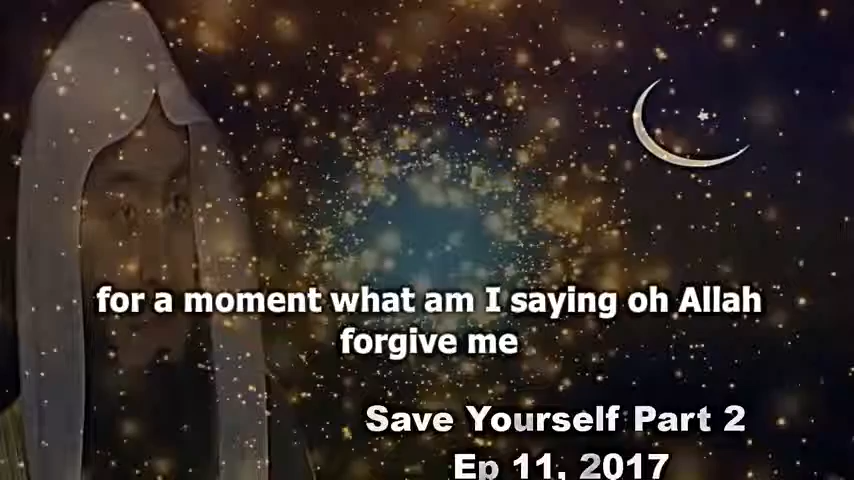 for a moment what am I saying oh Allah
forgive me
Save Yourself Part 2
Ep 11, 2017